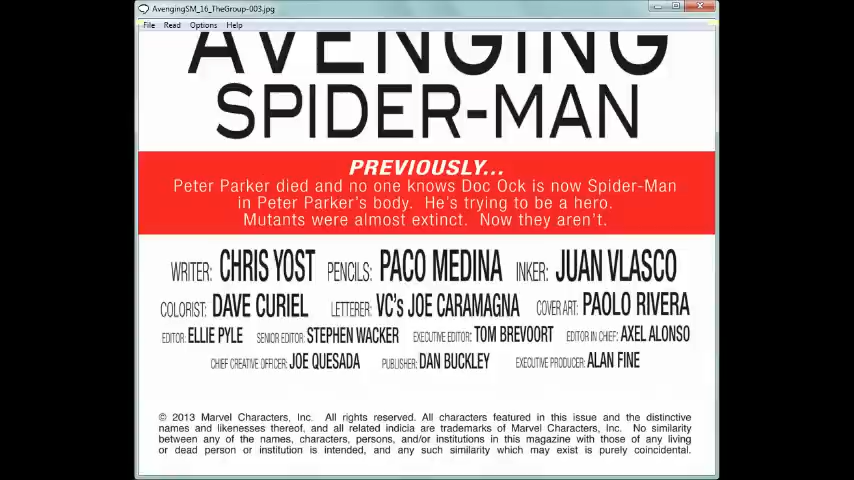 AvengingSM_16_TheGroup-003.jpg
File Read Options Help
AVENGING
SPIDER-MAN
PREVIOUSLY...
Peter Parker died and no one knows Doc Ock is now Spider-Man
in Peter Parker's body. He's trying to be a hero.
Mutants were almost extinct. Now they aren't.
WRITER: CHRIS YOST PENCILS: PACO MEDINA INKER: JUAN VLASCO
COLORIST: DAVE CURIEL LETTERER: VC's JOE CARAMAGNA COVER ART: PAOLO RIVERA
EDITOR: ELLIE PYLE SENIOR EDITOR: STEPHEN WACKER EXECUTIVE EDITOR: TOM BREVOORT EDITOR IN CHIEF: AXEL ALONSO
CHIEF CREATIVE OFFICER: JOE QUESADA PUBLISHER: DAN BUCKLEY EXECUTIVE PRODUCER: ALAN FINE
© 2013 Marvel Characters, Inc. All rights reserved. All characters featured in this issue and the distinctive
names and likenesses thereof, and all related indicia are trademarks of Marvel Characters, Inc. No similarity
between any of the names, characters, persons, and/or institutions in this magazine with those of any living
or dead person or institution is intended, and any such similarity which may exist is purely coincidental.